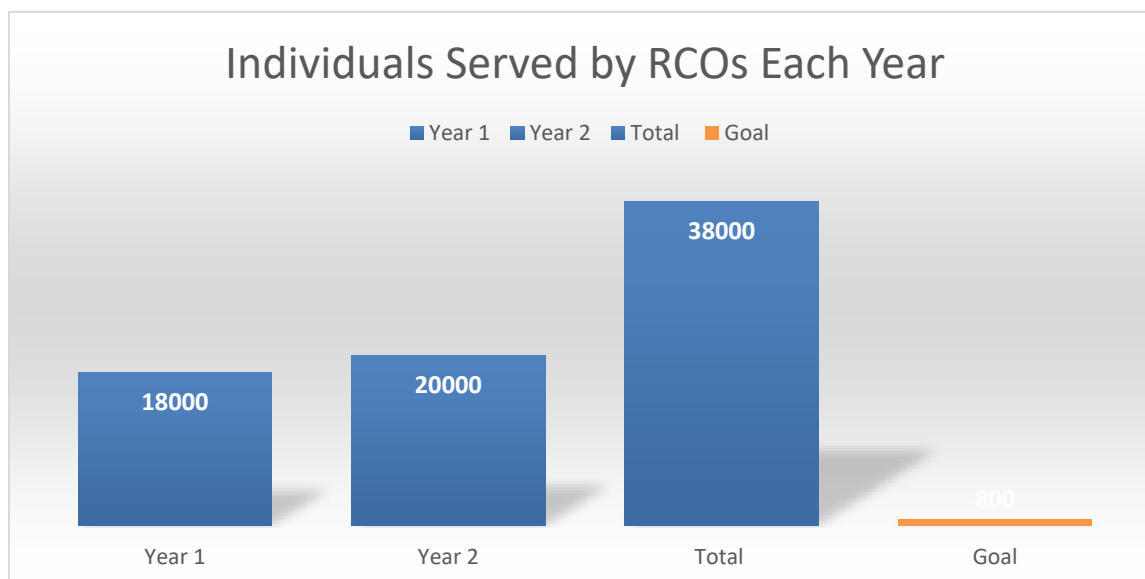 Individuals Served by RCOs Each Year
Year 1 Year 2 Total Goal
38000
20000
18000
800
Year 1 Year 2 Total Goal